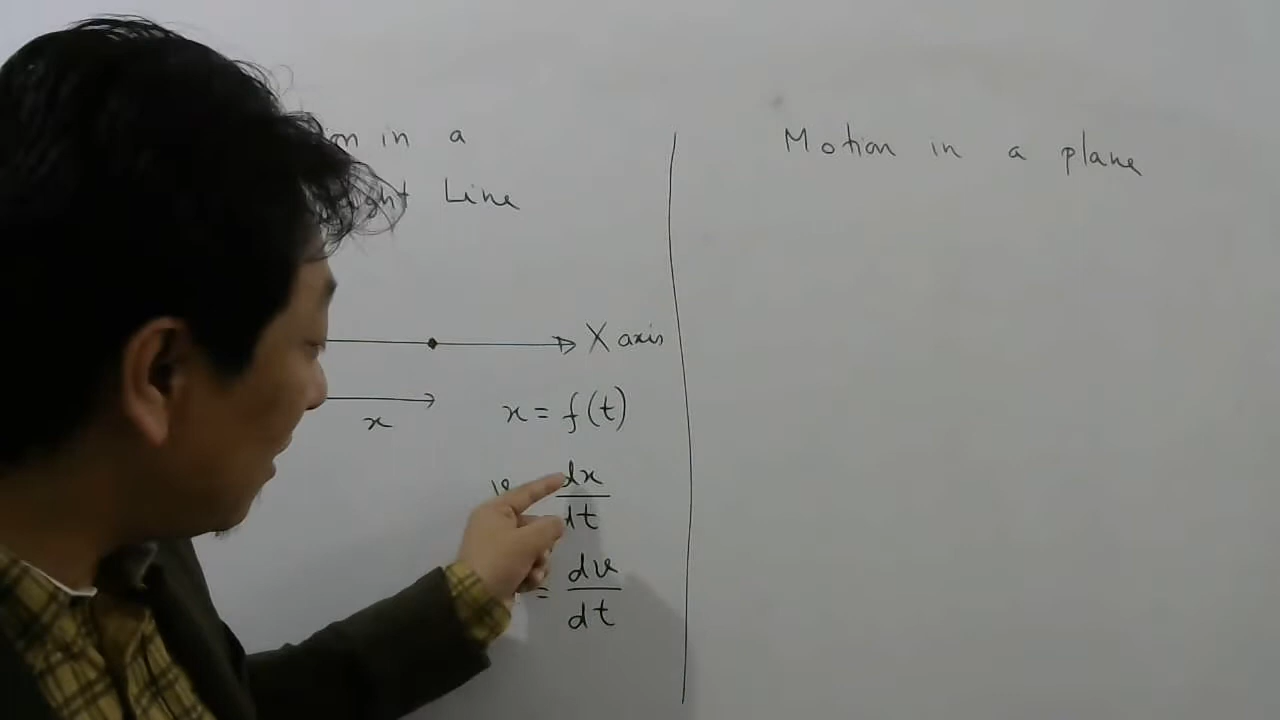 in a
Line
X axis
x
x = f(t)
v dx/dt
= dv/dt
Motion in a plane